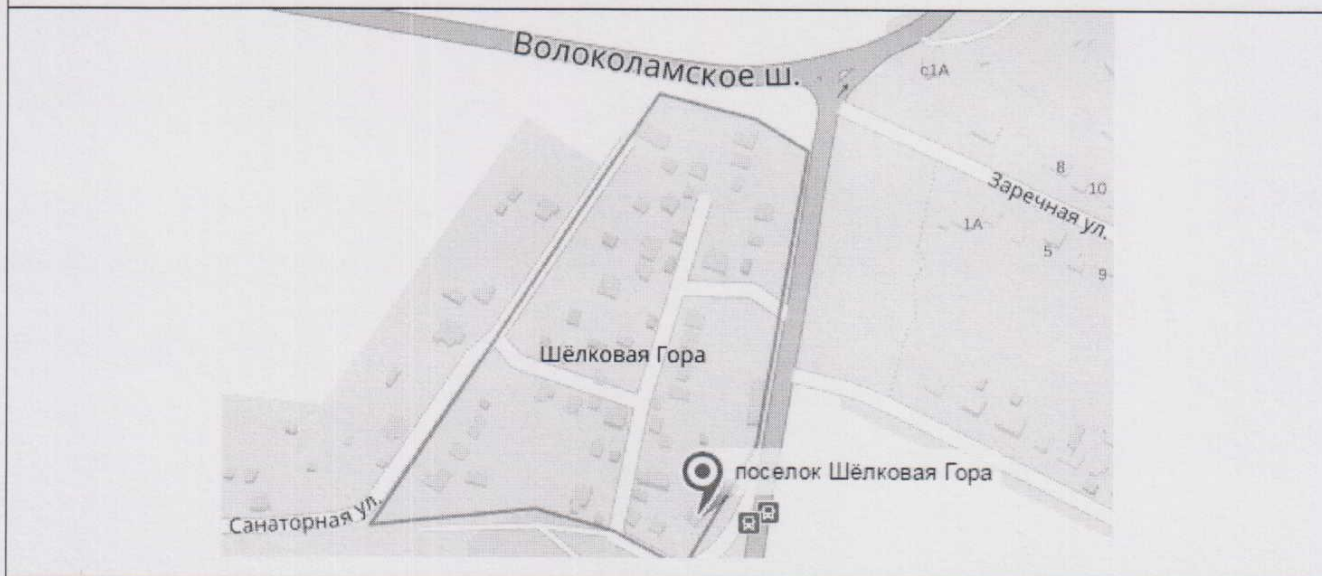 Волоколамское ш.
с1А
8
10
Заречная ул.
1А
5
9
Шёлковая Гора
поселок Шёлковая Гора
Санаторная ул.